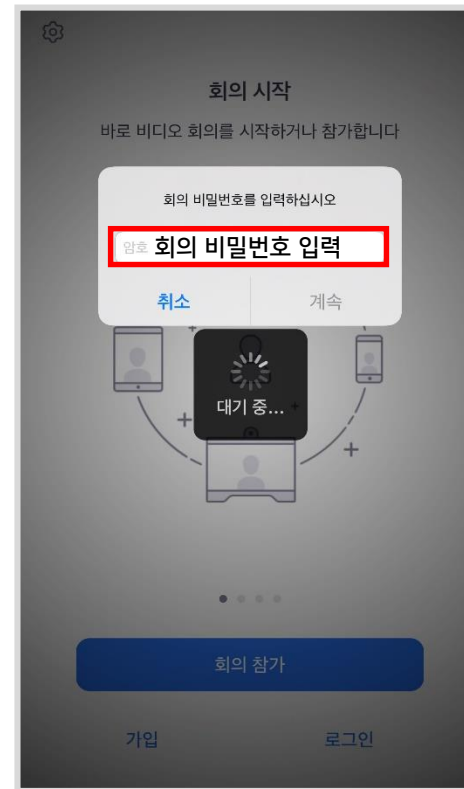 회의 시작
바로 비디오 회의를 시작하거나 참가합니다
회의 비밀번호를 입력하십시오
암호 회의 비밀번호 입력
취소 계속
대기 중...
회의 참가
가입 로그인